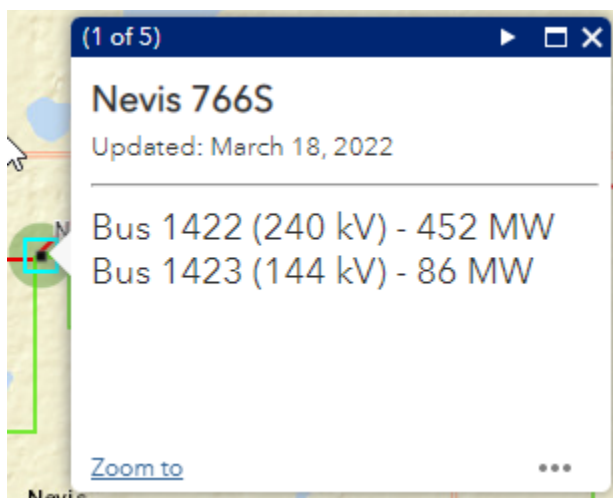 (1 of 5)
Nevis 766S
Updated: March 18, 2022
N
Bus 1422 (240 kV) - 452 MW
Bus 1423 (144 kV) - 86 MW
Zoom to
Nevis